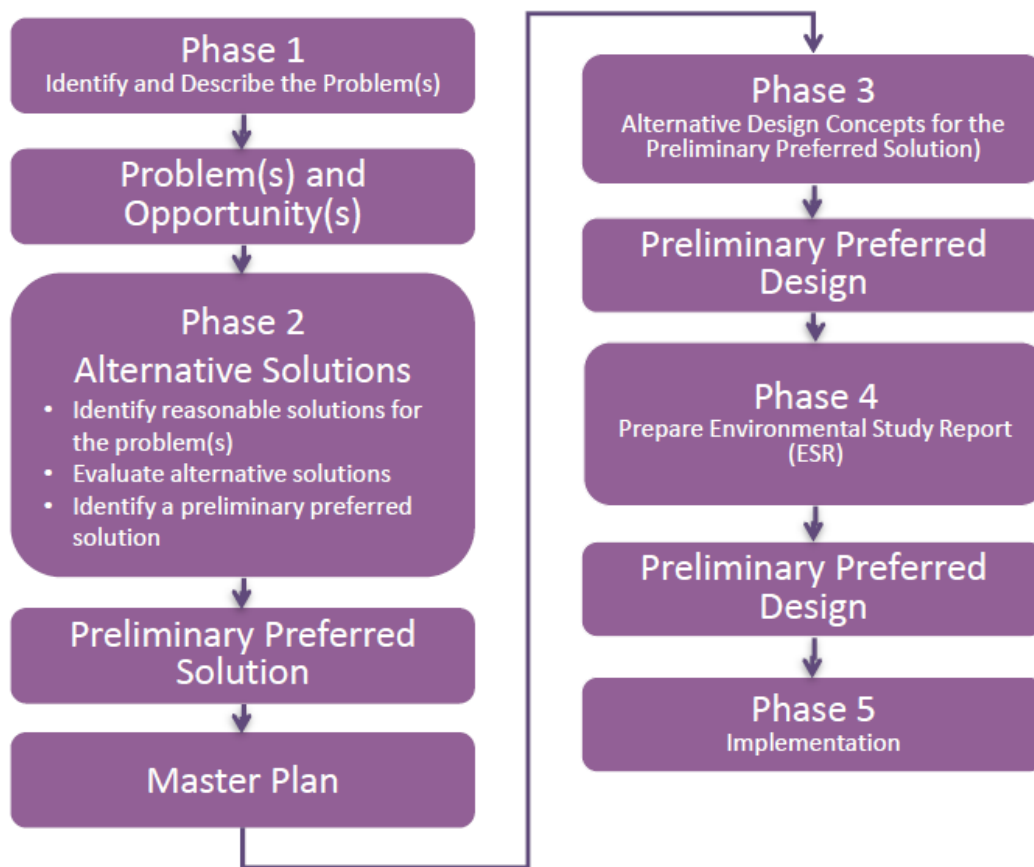 Phase 1
Identify and Describe the Problem(s)
Problem(s) and
Opportunity(s)
Phase 2
Alternative Solutions
• Identify reasonable solutions for
the problem(s)
• Evaluate alternative solutions
• Identify a preliminary preferred
solution
Preliminary Preferred
Solution
Master Plan
Phase 3
Alternative Design Concepts for the
Preliminary Preferred Solution)
Preliminary Preferred
Design
Phase 4
Prepare Environmental Study Report
(ESR)
Preliminary Preferred
Design
Phase 5
Implementation